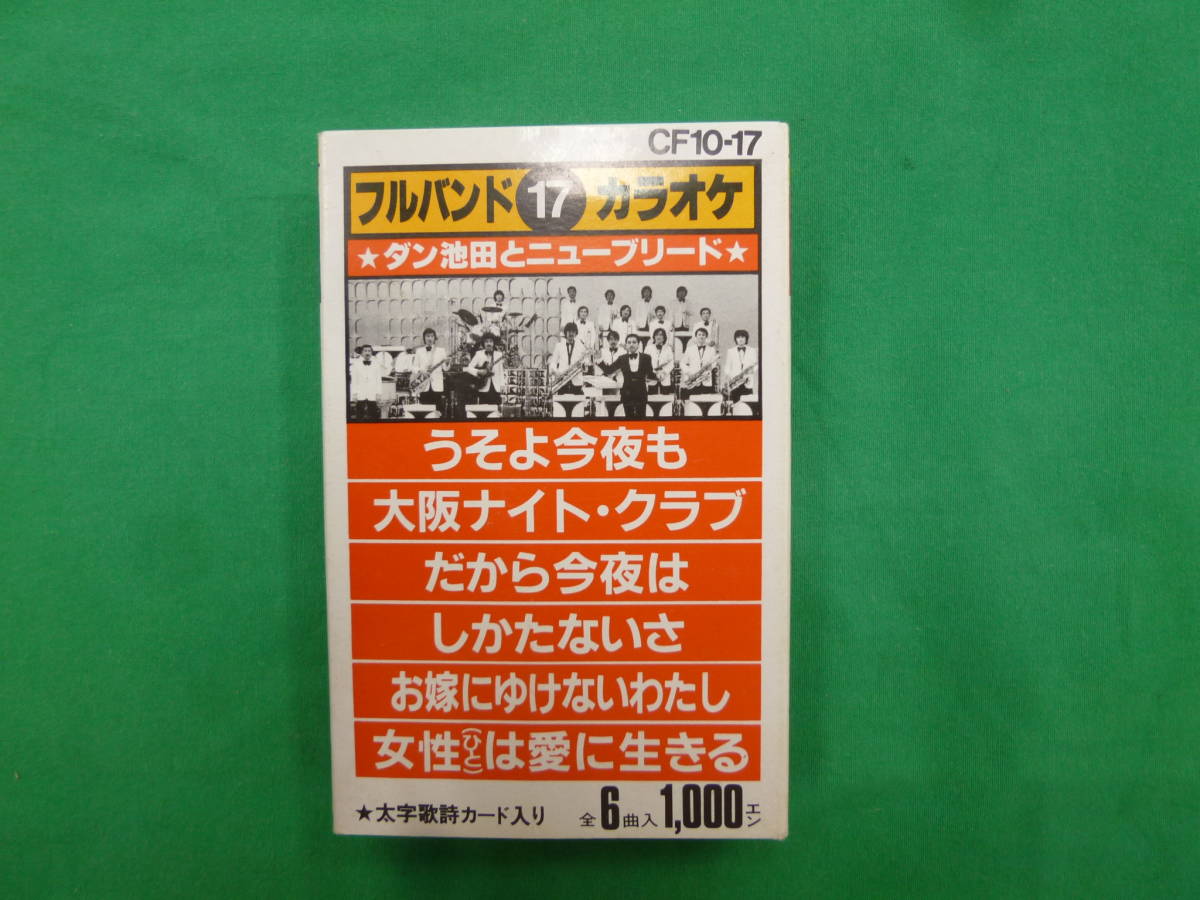 CF10-17
フルバンド 17 カラオケ
★ダン池田とニューブリード★
うそよ今夜も
大阪ナイト・クラブ
だから今夜は
しかたないさ
お嫁にゆけないわたし
女性(ひと)は愛に生きる
★太字歌詩カード入り 全6曲入1,000エン